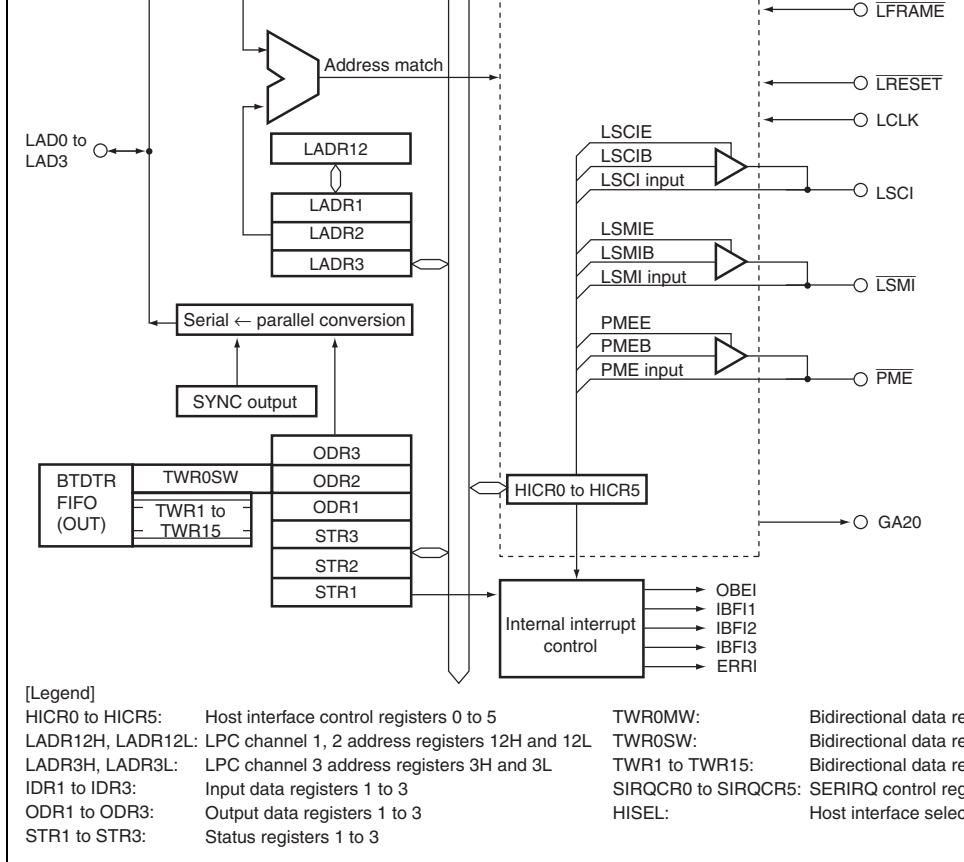 LFRAME
Address match
LRESET
LCLK
LAD0 to
LAD3
LADR12
LADR1
LADR2
LADR3
LSCIE
LSCIB
LSCI input
LSCI
LSMIE
LSMIB
LSMI input
LSMI
Serial ← parallel conversion
SYNC output
PMEE
PMEB
PME input
PME
ODR3
ODR2
ODR1
STR3
STR2
STR1
BTDTR
FIFO
(OUT)
TWR0SW
TWR1 to
TWR15
HICR0 to HICR5
GA20
Internal interrupt
control
OBEI
IBFI1
IBFI2
IBFI3
ERRI
[Legend]
HICR0 to HICR5: Host interface control registers 0 to 5
LADR12H, LADR12L: LPC channel 1, 2 address registers 12H and 12L
LADR3H, LADR3L: LPC channel 3 address registers 3H and 3L
IDR1 to IDR3: Input data registers 1 to 3
ODR1 to ODR3: Output data registers 1 to 3
STR1 to STR3: Status registers 1 to 3
TWR0MW: Bidirectional data re
TWR0SW: Bidirectional data re
TWR1 to TWR15: Bidirectional data re
SIRQCR0 to SIRQCR5: SERIRQ control reg
HISEL: Host interface selec